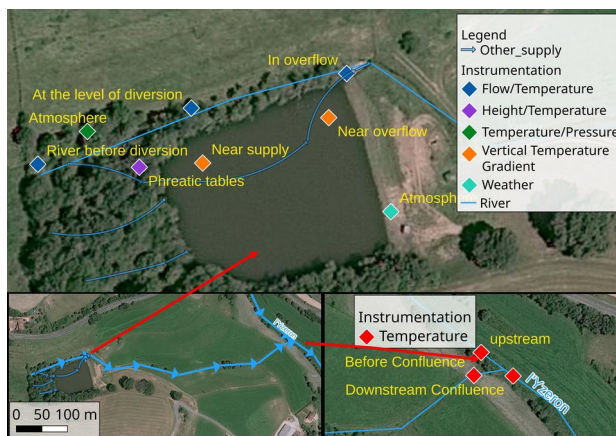 Legend
Other_supply
Instrumentation
Flow/Temperature
Height/Temperature
Temperature/Pressure
Vertical Temperature
Gradient
Weather
River
In overflow
At the level of diversion
Atmosphere
River before diversion
Near supply
Near overflow
Phreatic tables
Atmosph
l'Yzeron
0 50 100 m
Instrumentation
Temperature
upstream
Before Confluence
Downstream Confluence
l'Yzeron